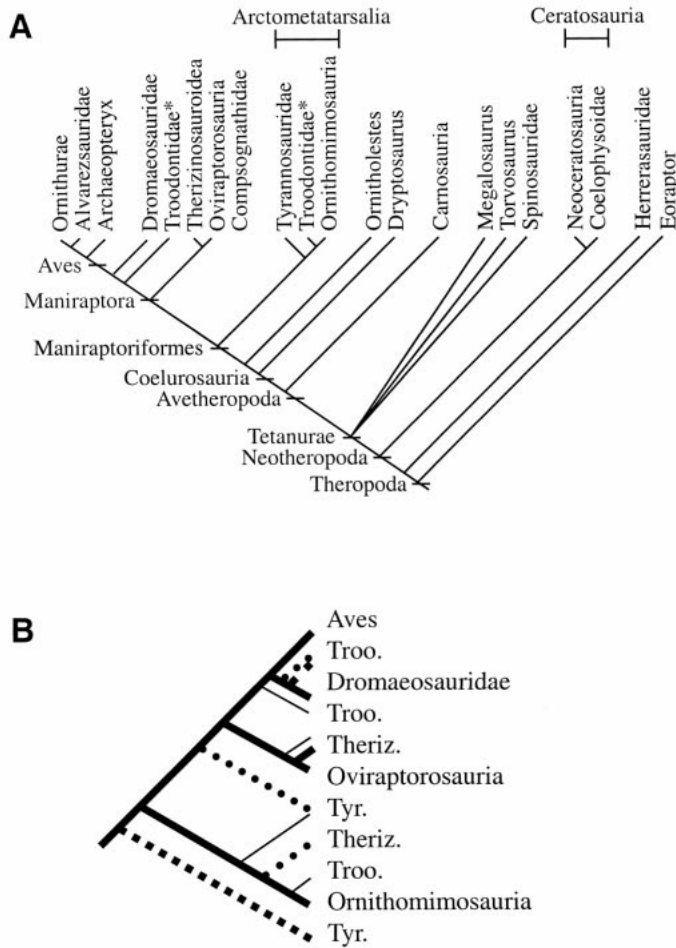 A
Arctometatarsalia
Ceratosauria
Ornithurae
Alvarezsauridae
Archaeopteryx
Dromaeosauridae
Troodontidae*
Therizinosauroidea
Oviraptorosauria
Compsognathidae
Tyrannosauridae
Troodontidae*
Ornithomimosauria
Ornitholestes
Dryptosaurus
Carnosauria
Megalosaurus
Torvosaurus
Spinosauridae
Neoceratosauria
Coelophysoidae
Herrerasauridae
Eoraptor
Aves
Maniraptora
Maniraptoriformes
Coelurosauria
Avetheropoda
Tetanurae
Neotheropoda
Theropoda
B
Aves
Troo.
Dromaeosauridae
Troo.
Theriz.
Oviraptorosauria
Tyr.
Theriz.
Troo.
Ornithomimosauria
Tyr.